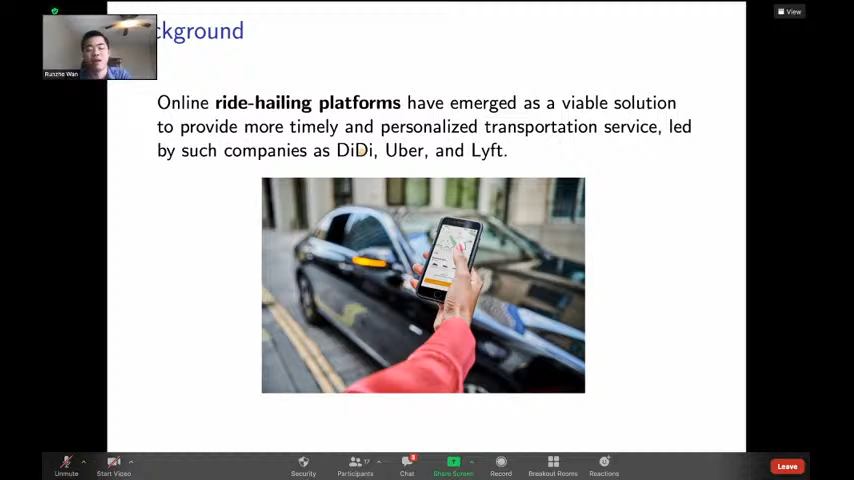 View
ckground
Runzhe Wan
Online ride-hailing platforms have emerged as a viable solution
to provide more timely and personalized transportation service, led
by such companies as DiDi, Uber, and Lyft.
Unmute
Start Video
Security
Participants
17
Chat
Share Screen
Record
Breakout Rooms
Reactions
Leave